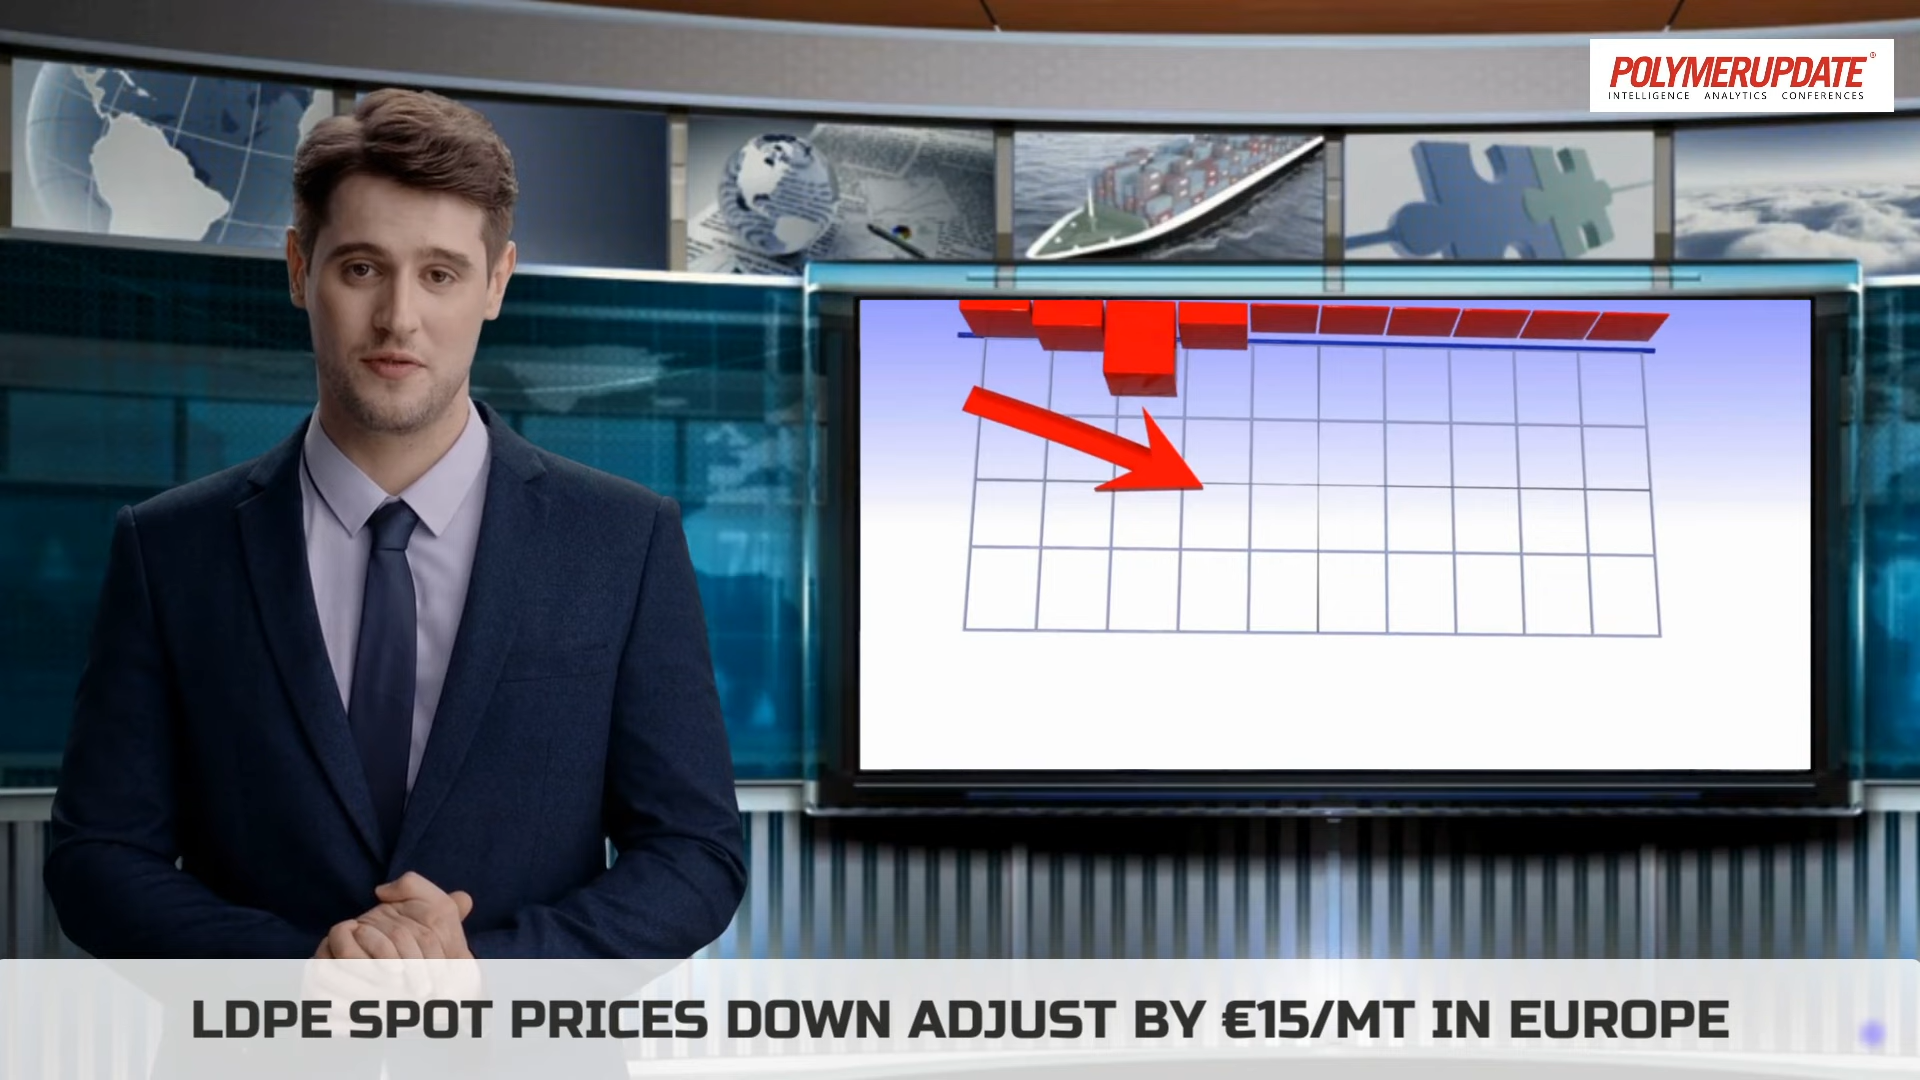 POLYMERUPDATE®
INTELLIGENCE ANALYTICS CONFERENCES
LDPE SPOT PRICES DOWN ADJUST BY €15/MT IN EUROPE